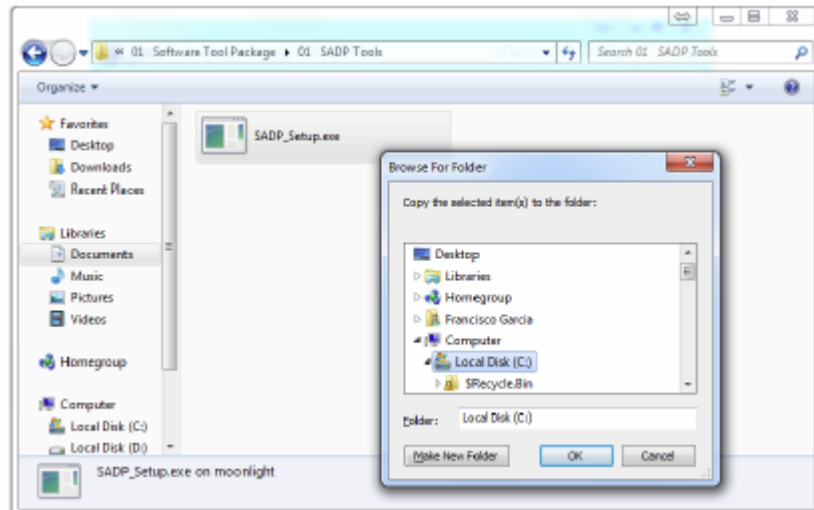 « 01 Software Tool Package ▸ 01 SADP Tools
Search 01 SADP Tools
Organize
Favorites
Desktop
Downloads
Recent Places
Libraries
Documents
Music
Pictures
Videos
Homegroup
Computer
Local Disk (C:)
Local Disk (D:)
SADP_Setup.exe
Browse For Folder
Copy the selected item(s) to the folder:
Desktop
Libraries
Homegroup
Francisco Garcia
Computer
Local Disk (C:)
$Recycle.Bin
Folder: Local Disk (C:)
Make New Folder OK Cancel
SADP_Setup.exe on moonlight